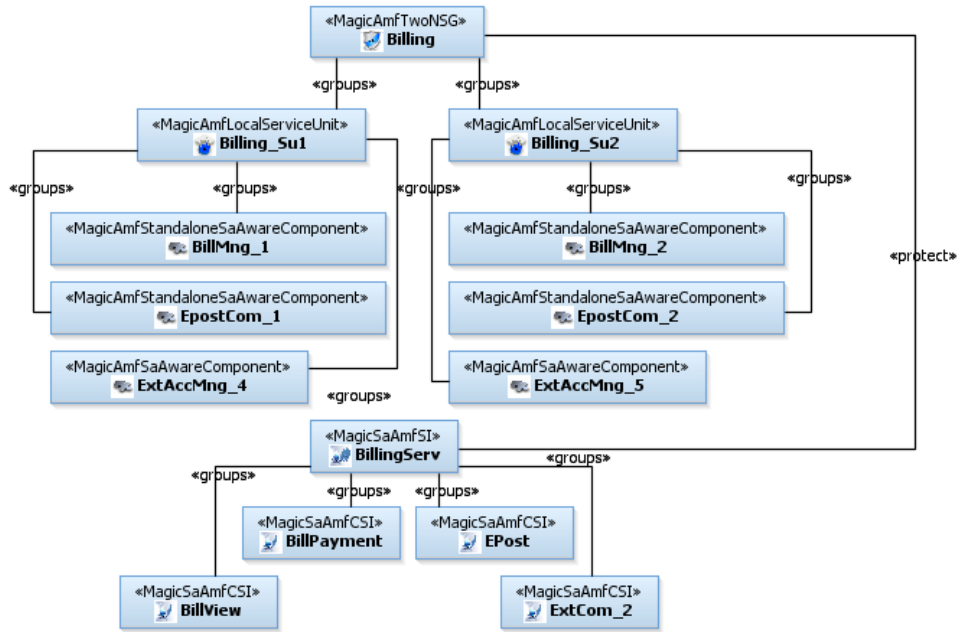 «MagicAmfTwoNSG»
Billing
«groups»
«groups»
«MagicAmfLocalServiceUnit»
Billing_Su1
«MagicAmfLocalServiceUnit»
Billing_Su2
«groups»
«groups»
«groups»
«groups»
«groups»
«MagicAmfStandaloneSaAwareComponent»
BillMng_1
«MagicAmfStandaloneSaAwareComponent»
BillMng_2
«protect»
«MagicAmfStandaloneSaAwareComponent»
EpostCom_1
«MagicAmfStandaloneSaAwareComponent»
EpostCom_2
«MagicAmfSaAwareComponent»
ExtAccMng_4
«MagicAmfSaAwareComponent»
ExtAccMng_5
«groups»
«MagicSaAmfSI»
BillingServ
«groups»
«groups»
«groups»
«groups»
«MagicSaAmfCSI»
BillPayment
«MagicSaAmfCSI»
EPost
«MagicSaAmfCSI»
BillView
«MagicSaAmfCSI»
ExtCom_2